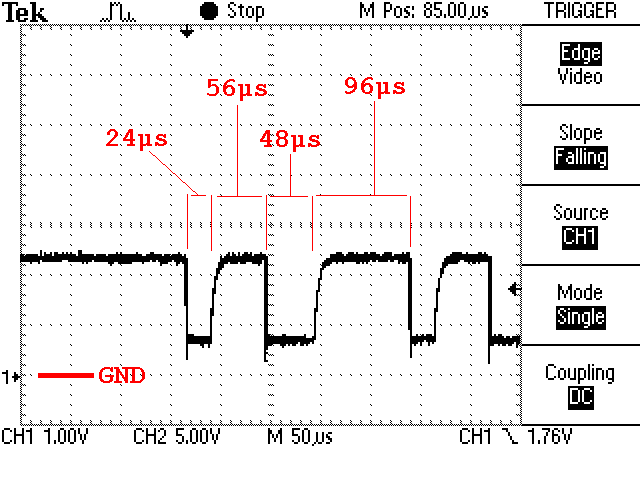 Tek Stop M Pos: 85.00µs TRIGGER
Edge
Video
56µs 96µs
24µs 48µs
Slope
Falling
Source
CH1
Mode
Single
1 GND
Coupling
DC
CH1 1.00V CH2 5.00V M 50µs CH1 1.76V